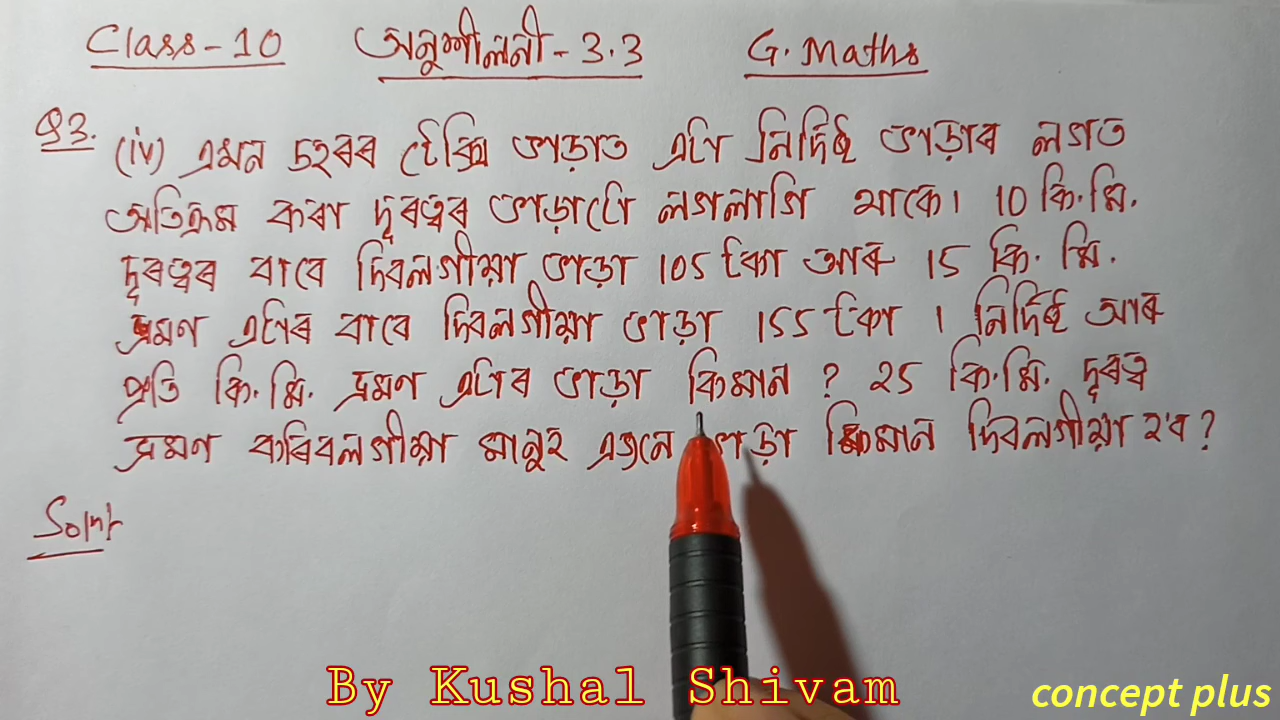 Class-10 অনুশীলনী-3.3 G. Maths
Q3. (iv) এমন চহৰৰ টেক্সি ভাড়াত এটা নিৰ্দিষ্ট ভাড়াৰ লগত
অতিক্ৰম কৰা দূৰত্বৰ ভাড়াটো লগলাগি থাকে। 10 কি.মি.
দূৰত্বৰ বাবে দিবলগীয়া ভাড়া 105 টকা আৰু 15 কি. মি.
ভ্ৰমণ এটাৰ বাবে দিবলগীয়া ভাড়া 155 টকা । নিৰ্দিষ্ট আৰু
প্ৰতি কি.মি. ভ্ৰমণ এটাৰ ভাড়া কিমান ? 25 কি.মি. দূৰত্ব
ভ্ৰমণ কৰিবলগীয়া মানুহ এজনে ভাড়া কিমান দিবলগীয়া হ'ব ?
Soln:
By Kushal Shivam
concept plus